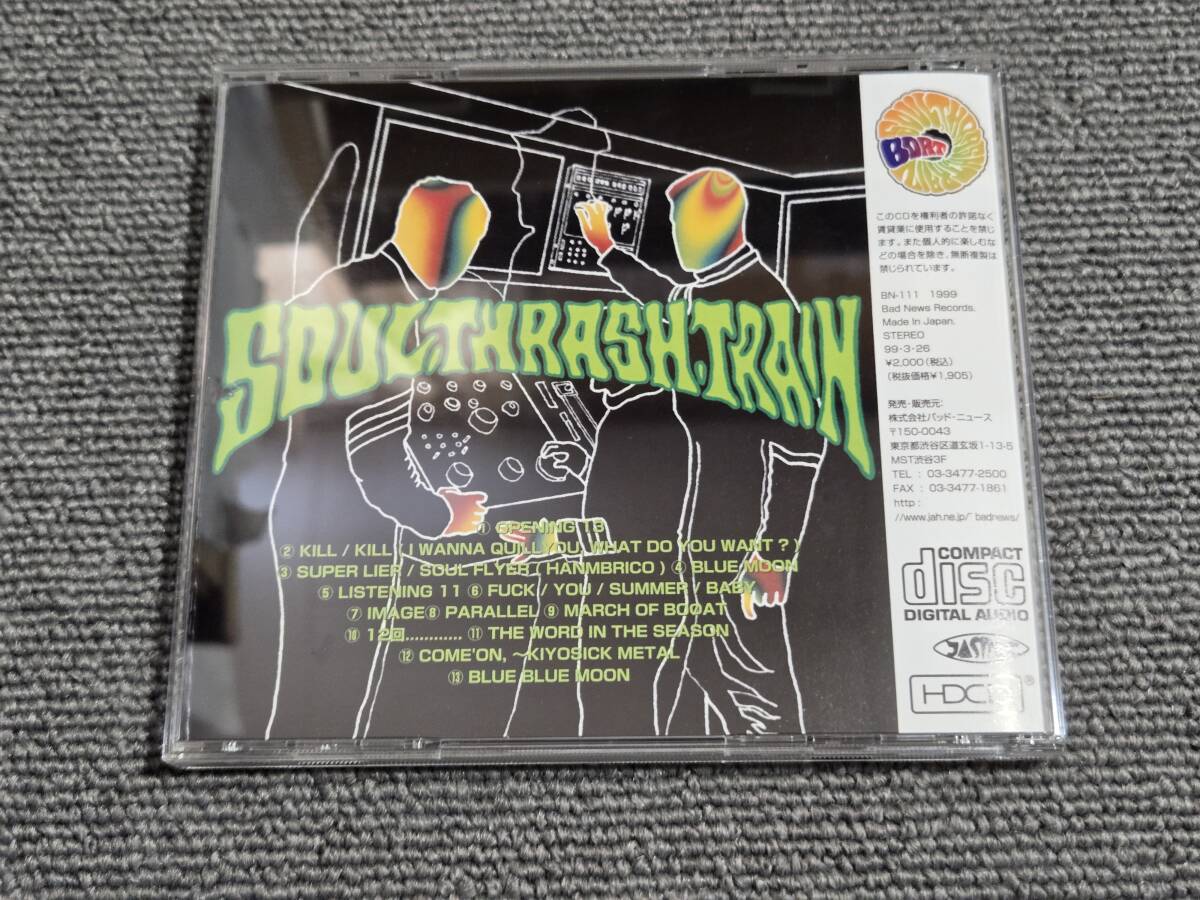 SOUL THRASH TRAIN
① OPENING 13
② KILL / KILL ( I WANNA QUILL YOU, WHAT DO YOU WANT ? )
③ SUPER LIER / SOUL FLYER ( HANMBRICO ) ④ BLUE MOON
⑤ LISTENING 11 ⑥ FUCK / YOU / SUMMER / BABY
⑦ IMAGE ⑧ PARALLEL ⑨ MARCH OF BOOAT
⑩ 12回............ ⑪ THE WORD IN THE SEASON
⑫ COME'ON, ~KIYOSICK METAL
⑬ BLUE BLUE MOON
BOAT
このCDを権利者の許諾なく
賃貸業に使用することを禁じ
ます。また個人的に楽しむな
どの場合を除き、無断複製は
禁じられています。
BN-111 1999
Bad News Records.
Made In Japan.
STEREO
99・3・26
¥2,000(税込)
(税抜価格¥1,905)
発売・販売元:
株式会社バッド・ニュース
〒150-0043
東京都渋谷区道玄坂1-13-5
MST渋谷3F
TEL : 03-3477-2500
FAX : 03-3477-1861
http :
//www.jah.ne.jp/~badnews/
COMPACT
disc
DIGITAL AUDIO
JASRAC
HDCD®